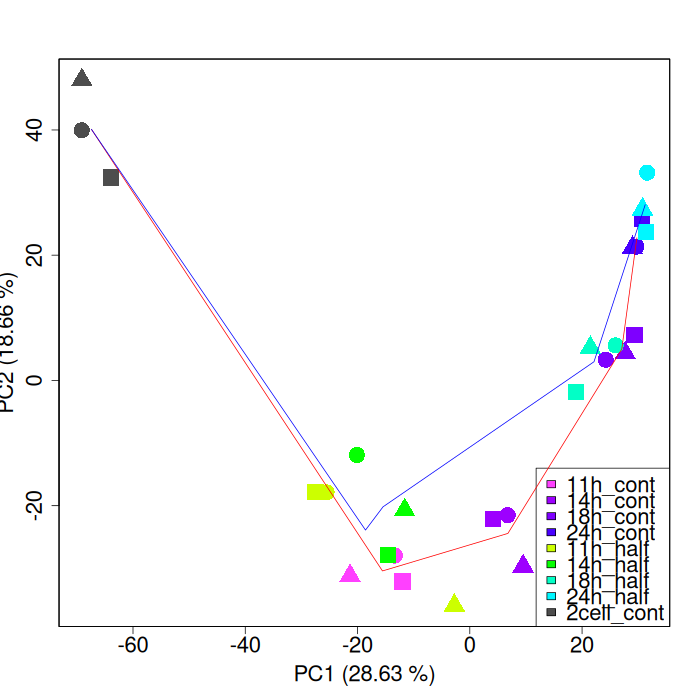 40
20
0
-20
PC2 (18.66 %)
11h_cont
14h_cont
18h_cont
24h_cont
11h_half
14h_half
18h_half
24h_half
2cell_cont
-60
-40
-20
0
20
PC1 (28.63 %)